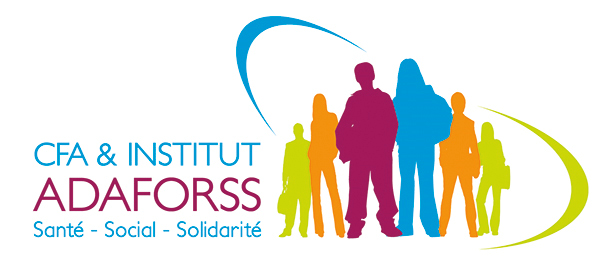 CFA & INSTITUT
ADAFORSS
Santé - Social - Solidarité